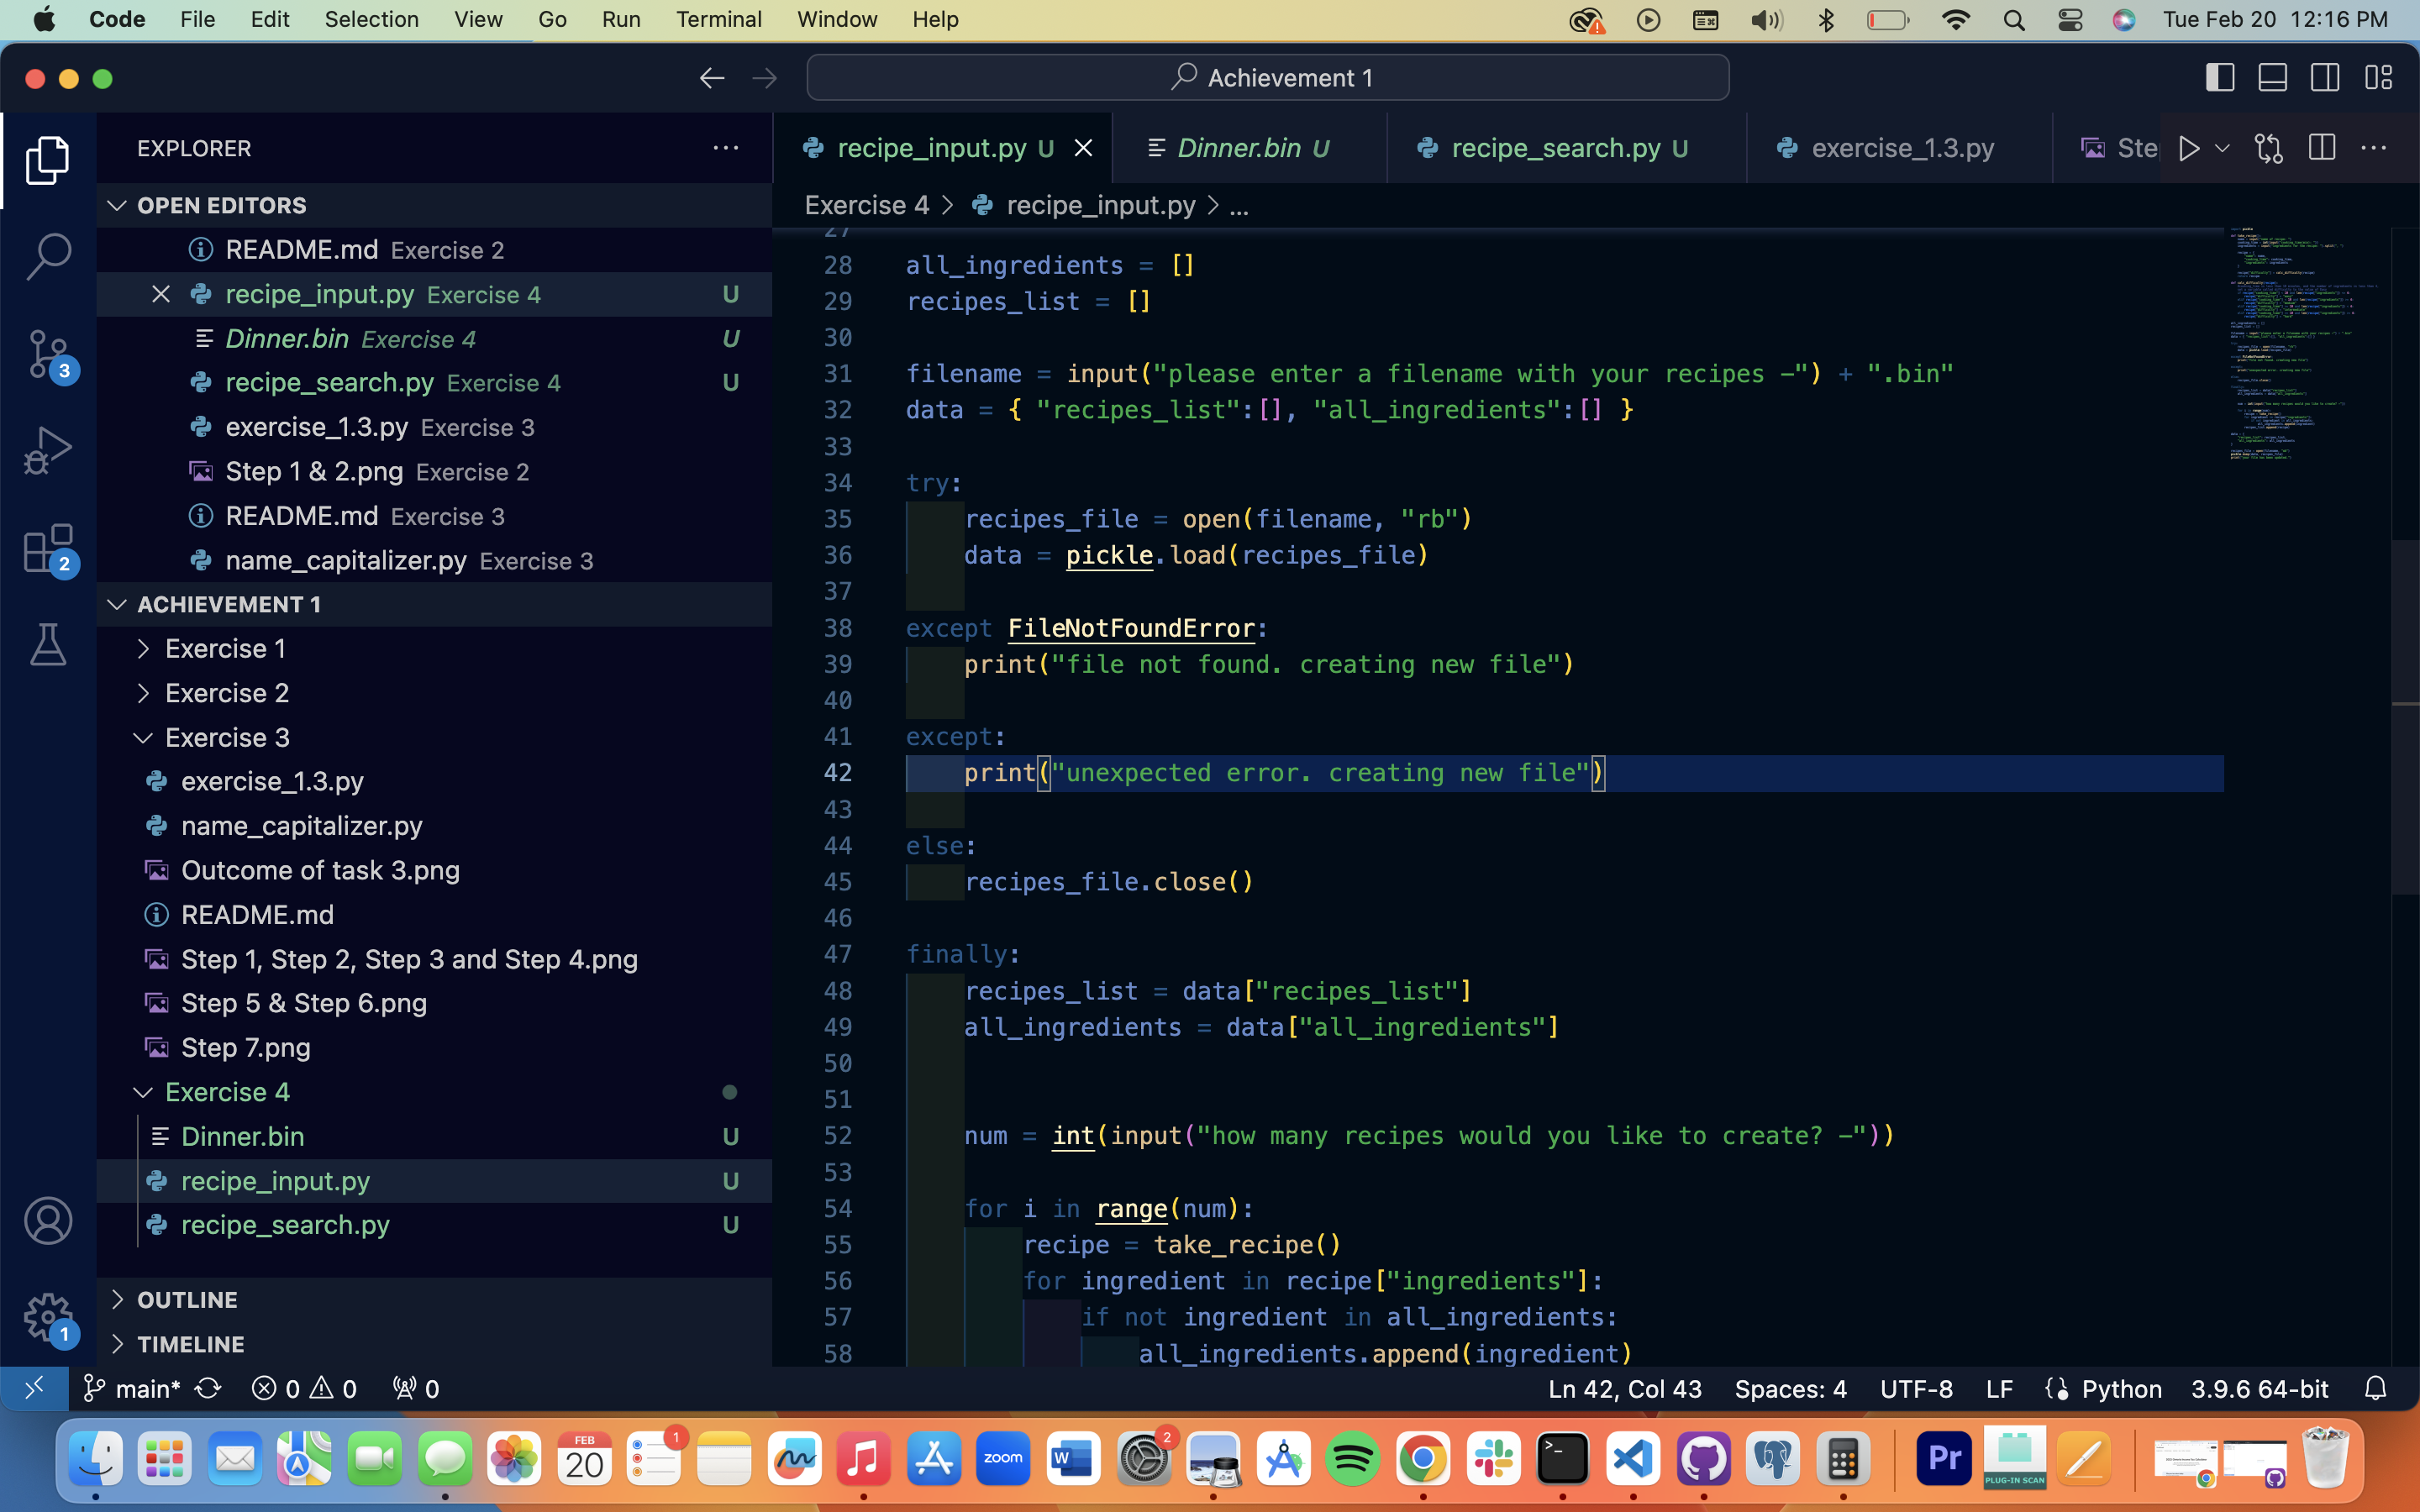 Code File Edit Selection View Go Run Terminal Window Help Tue Feb 20 12:16 PM
Achievement 1
EXPLORER
OPEN EDITORS
README.md Exercise 2
recipe_input.py Exercise 4 U
Dinner.bin Exercise 4 U
recipe_search.py Exercise 4 U
exercise_1.3.py Exercise 3
Step 1 & 2.png Exercise 2
README.md Exercise 3
name_capitalizer.py Exercise 3
ACHIEVEMENT 1
Exercise 1
Exercise 2
Exercise 3
exercise_1.3.py
name_capitalizer.py
Outcome of task 3.png
README.md
Step 1, Step 2, Step 3 and Step 4.png
Step 5 & Step 6.png
Step 7.png
Exercise 4
Dinner.bin U
recipe_input.py U
recipe_search.py U
OUTLINE
TIMELINE
3
2
1
recipe_input.py U Dinner.bin U recipe_search.py U exercise_1.3.py Ste
Exercise 4 > recipe_input.py > ...
27
28 all_ingredients = []
29 recipes_list = []
30
31 filename = input("please enter a filename with your recipes -") + ".bin"
32 data = { "recipes_list":[], "all_ingredients":[] }
33
34 try:
35 recipes_file = open(filename, "rb")
36 data = pickle.load(recipes_file)
37
38 except FileNotFoundError:
39 print("file not found. creating new file")
40
41 except:
42 print("unexpected error. creating new file")
43
44 else:
45 recipes_file.close()
46
47 finally:
48 recipes_list = data["recipes_list"]
49 all_ingredients = data["all_ingredients"]
50
51
52 num = int(input("how many recipes would you like to create? -"))
53
54 for i in range(num):
55 recipe = take_recipe()
56 for ingredient in recipe["ingredients"]:
57 if not ingredient in all_ingredients:
58 all_ingredients.append(ingredient)
main* 0 0 0 Ln 42, Col 43 Spaces: 4 UTF-8 LF Python 3.9.6 64-bit
FEB
20
1
zoom
W
2
Pr
PLUG-IN SCAN